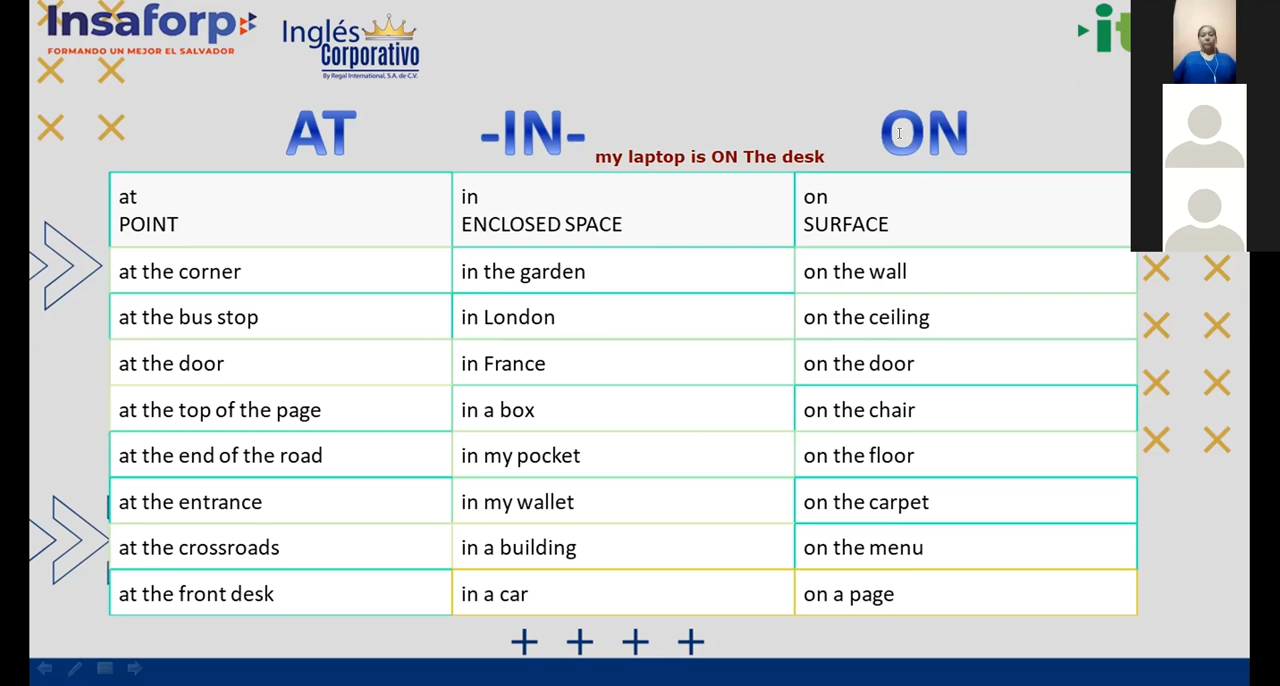 Insaforp
FORMANDO UN MEJOR EL SALVADOR
Inglés
Corporativo
By Regal International, S.A. de C.V.
it
AT
-IN-
ON
my laptop is ON The desk
at
POINT
in
ENCLOSED SPACE
on
SURFACE
at the corner
in the garden
on the wall
at the bus stop
in London
on the ceiling
at the door
in France
on the door
at the top of the page
in a box
on the chair
at the end of the road
in my pocket
on the floor
at the entrance
in my wallet
on the carpet
at the crossroads
in a building
on the menu
at the front desk
in a car
on a page